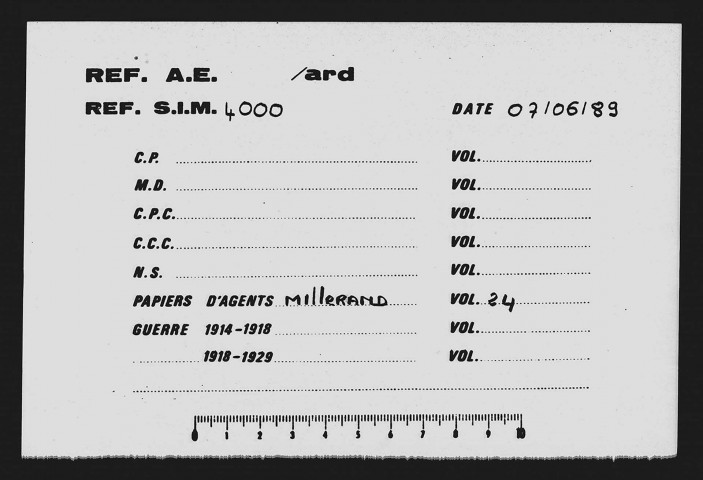 REF. A.E. /ard
REF. S.I.M. 4000 DATE 07/06/89
C.P. VOL.
M.D. VOL.
C.P.C. VOL.
C.C.C. VOL.
N.S. VOL.
PAPIERS D'AGENTS MIllERAND VOL. 24
GUERRE 1914-1918 VOL.
1918-1929 VOL.
0 1 2 3 4 5 6 7 8 9 10